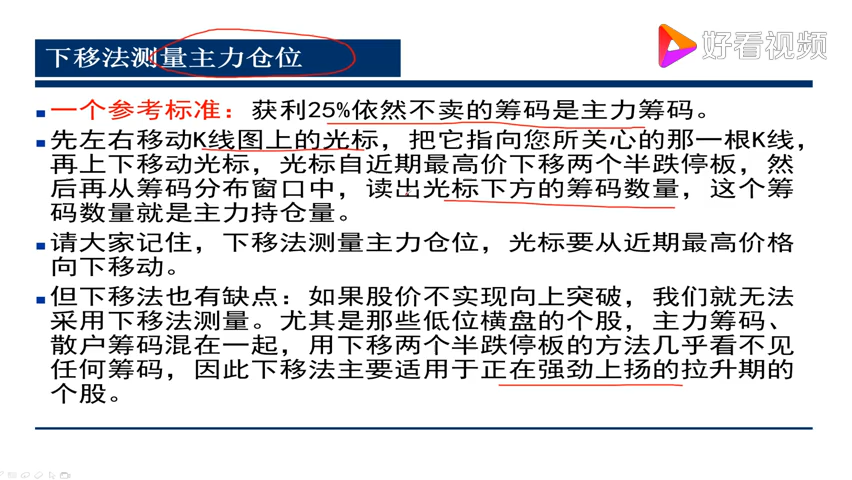 下移法测量主力仓位
好看视频
一个参考标准：获利25%依然不卖的筹码是主力筹码。
先左右移动K线图上的光标，把它指向您所关心的那一根K线，
再上下移动光标，光标自近期最高价下移两个半跌停板，然
后再从筹码分布窗口中，读出光标下方的筹码数量，这个筹
码数量就是主力持仓量。
请大家记住，下移法测量主力仓位，光标要从近期最高价格
向下移动。
但下移法也有缺点：如果股价不实现向上突破，我们就无法
采用下移法测量。尤其是那些低位横盘的个股，主力筹码、
散户筹码混在一起，用下移两个半跌停板的方法几乎看不见
任何筹码，因此下移法主要适用于正在强劲上扬的拉升期的
个股。